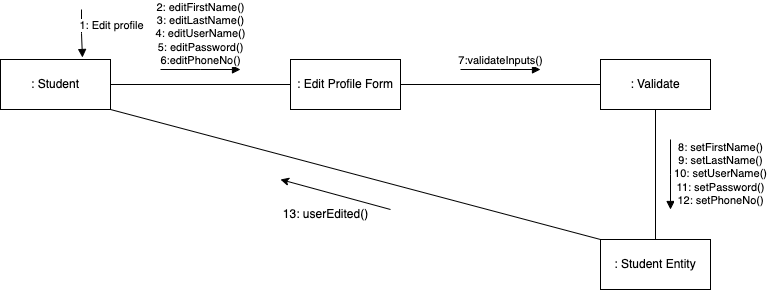 1: Edit profile
2: editFirstName()
3: editLastName()
4: editUserName()
5: editPassword()
6:editPhoneNo()
7:validateInputs()
: Student
: Edit Profile Form
: Validate
8: setFirstName()
9: setLastName()
10: setUserName()
11: setPassword()
12: setPhoneNo()
13: userEdited()
: Student Entity